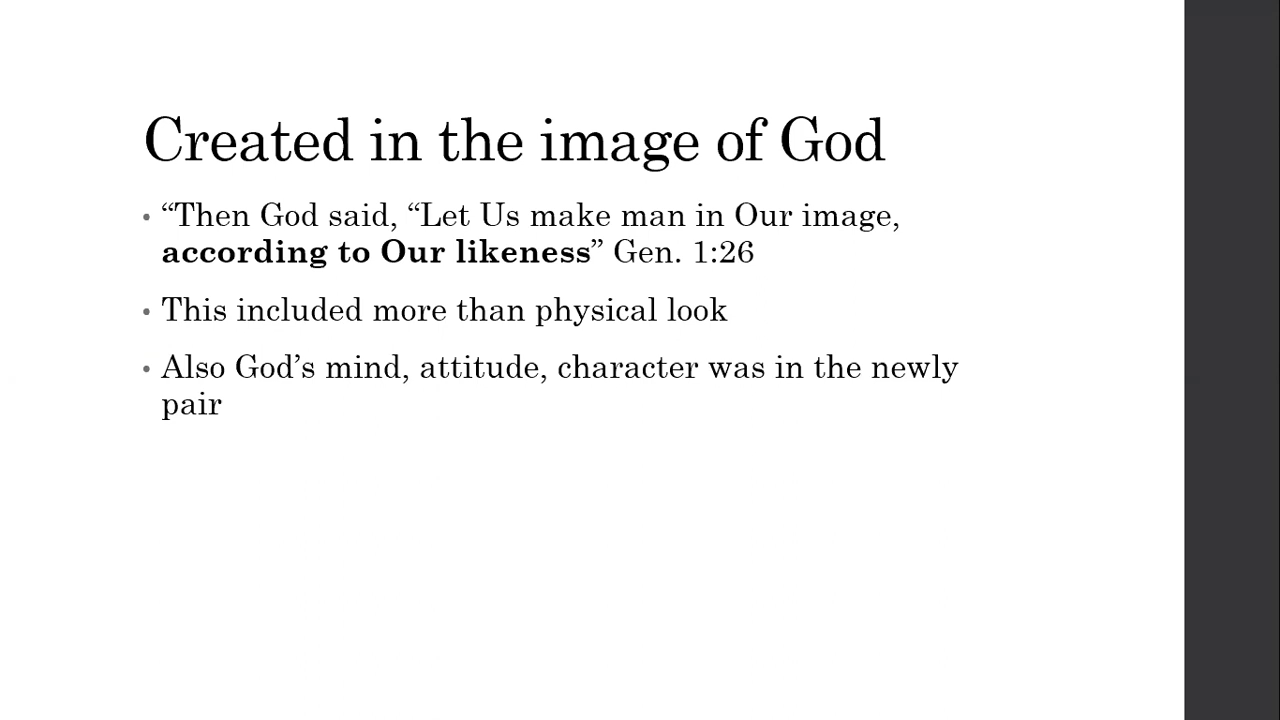 Created in the image of God
• “Then God said, “Let Us make man in Our image,
according to Our likeness” Gen. 1:26
• This included more than physical look
• Also God’s mind, attitude, character was in the newly
pair